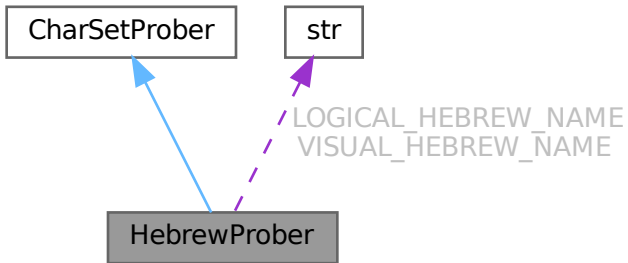 CharSetProber
str
LOGICAL_HEBREW_NAME
VISUAL_HEBREW_NAME
HebrewProber